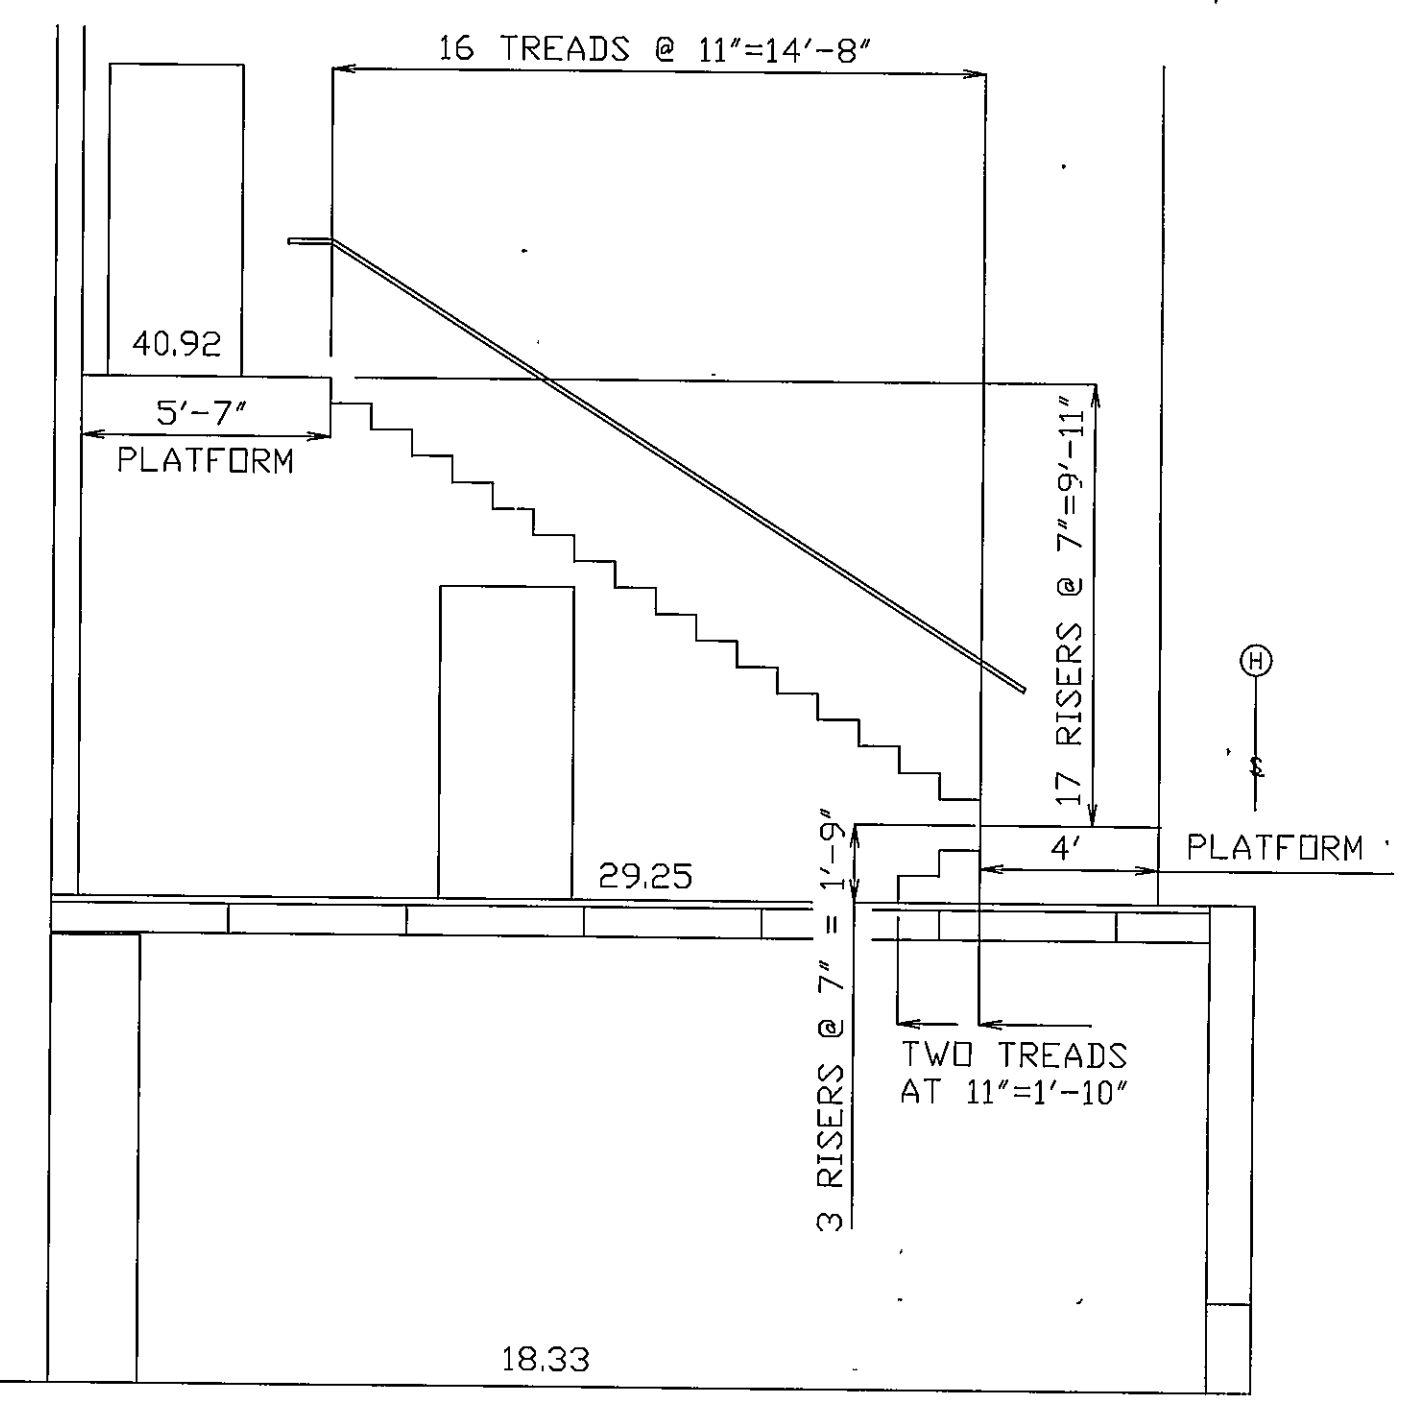 16 TREADS @ 11"=14'-8"
40.92
5'-7"
PLATFORM
17 RISERS @ 7"=9'-11"
H
4'
PLATFORM
29.25
3 RISERS @ 7" = 1'-9"
TWO TREADS
AT 11"=1'-10"
18.33